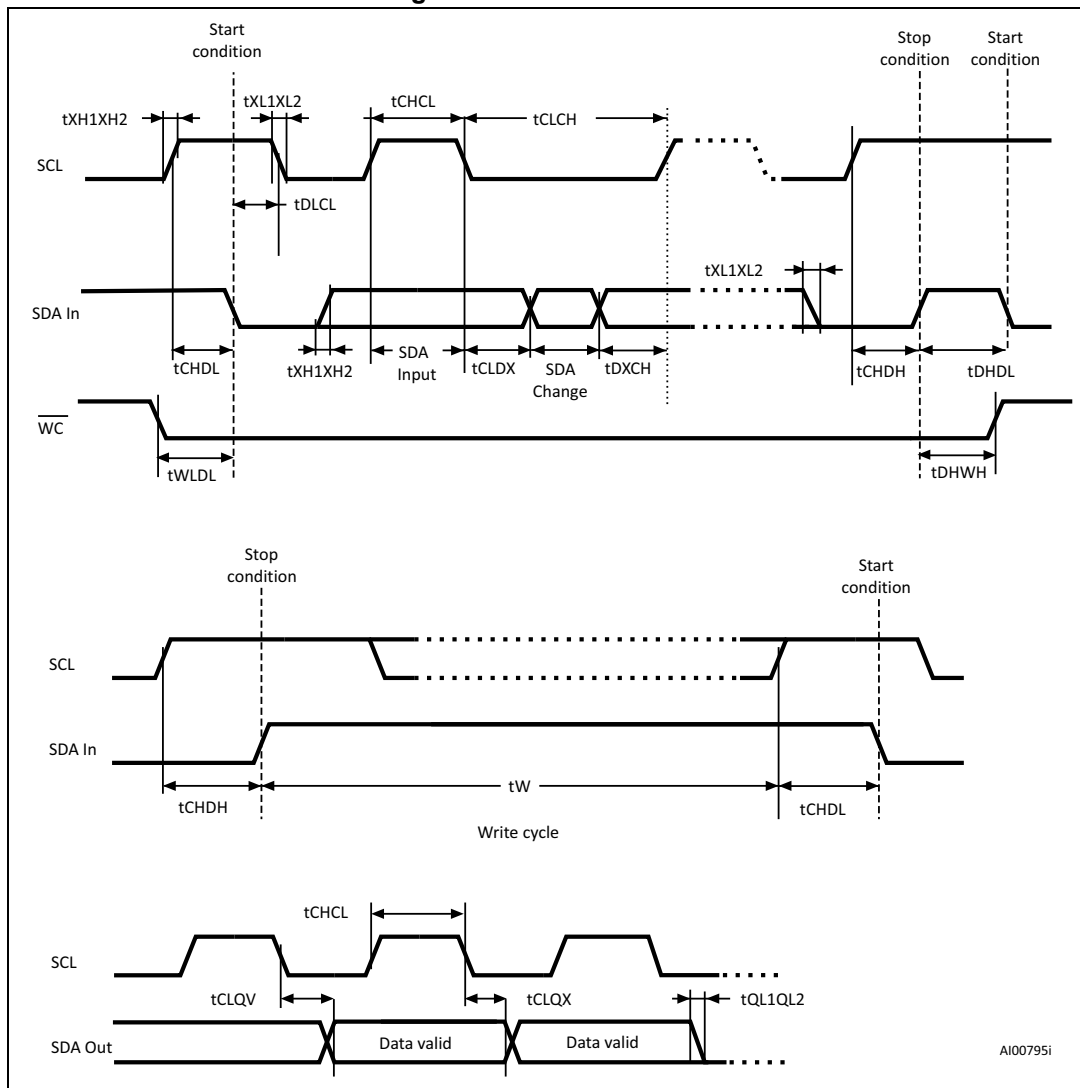 Start
condition
Stop
condition
Start
condition
tXH1XH2
tXL1XL2
tCHCL
tCLCH
SCL
tDLCL
tXL1XL2
SDA In
tCHDL
tXH1XH2
SDA
Input
tCLDX
SDA
Change
tDXCH
tCHDH
tDHDL
WC
tWLDL
tDHWH
Stop
condition
Start
condition
SCL
SDA In
tCHDH
tW
tCHDL
Write cycle
tCHCL
SCL
tCLQV
tCLQX
tQL1QL2
SDA Out
Data valid
Data valid
AI00795i